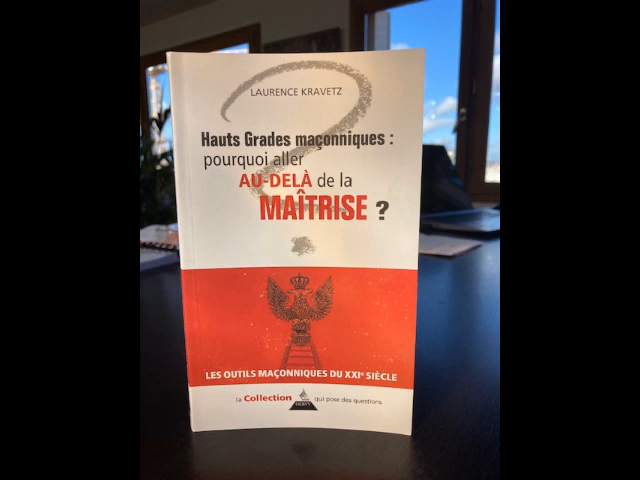 LAURENCE KRAVETZ
Hauts Grades maçonniques :
pourquoi aller
AU-DELÀ de la
MAÎTRISE ?
LES OUTILS MAÇONNIQUES DU XXIe SIÈCLE
la Collection DERVY qui pose des questions